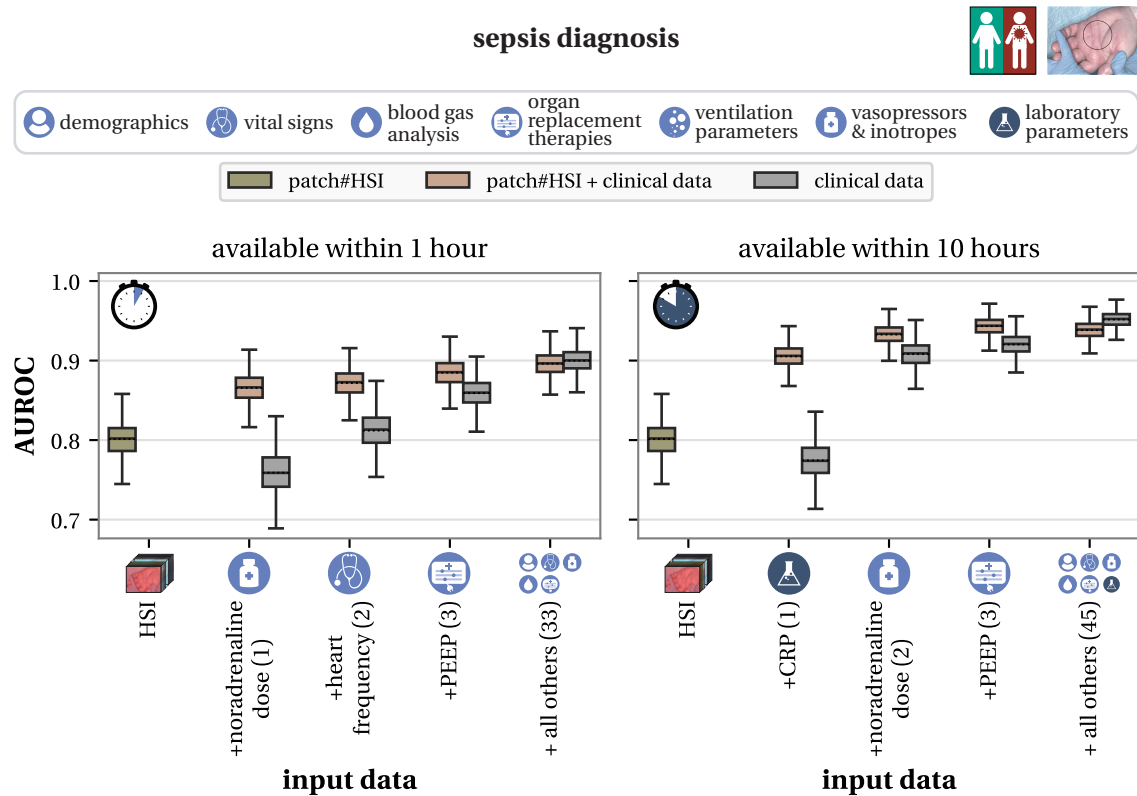 sepsis diagnosis
demographics
vital signs
blood gas
analysis
organ
replacement
therapies
ventilation
parameters
vasopressors
& inotropes
laboratory
parameters
patch#HSI
patch#HSI + clinical data
clinical data
available within 1 hour
available within 10 hours
AUROC
1.0
0.9
0.8
0.7
HSI
+noradrenaline
dose (1)
+heart
frequency (2)
+PEEP (3)
+ all others (33)
HSI
+CRP (1)
+noradrenaline
dose (2)
+PEEP (3)
+ all others (45)
input data
input data